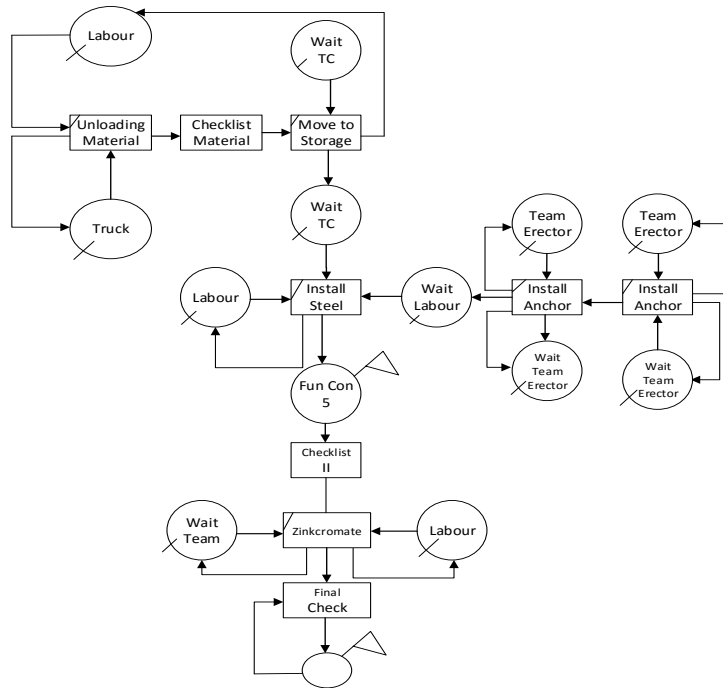 Labour
Wait
TC
Unloading
Material
Checklist
Material
Move to
Storage
Truck
Wait
TC
Team
Erector
Team
Erector
Labour
Install
Steel
Wait
Labour
Install
Anchor
Install
Anchor
Wait
Team
Erector
Wait
Team
Erector
Fun Con
5
Checklist
II
Wait
Team
Zinkcromate
Labour
Final
Check